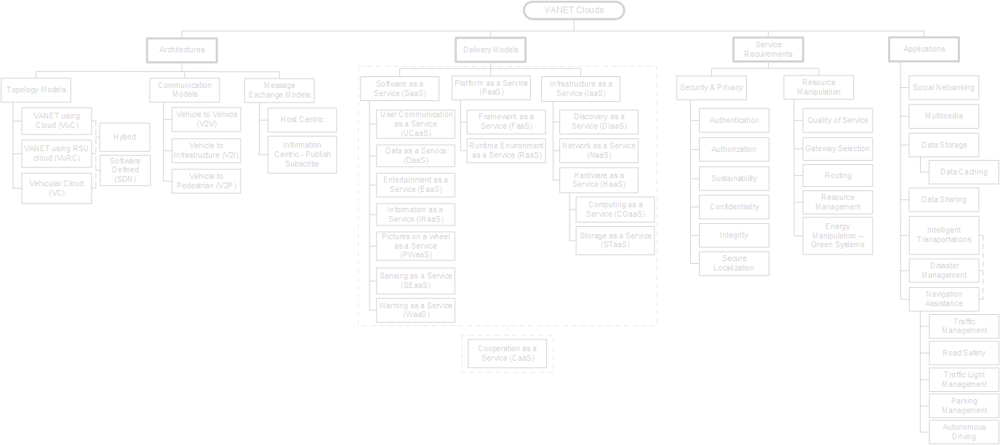 VANET Clouds
Architectures
Delivery Models
Service
Requirements
Applications
Topology Models
Communication
Models
Message
Exchange Models
VANET using
Cloud (VuC)
VANET using RSU
cloud (VuRC)
Vehicular Cloud
(VC)
Hybrid
Software
Defined
(SDN)
Vehicle to Vehicle
(V2V)
Vehicle to
Infrastructure (V2I)
Vehicle to
Pedestrian (V2P)
Host Centric
Information
Centric - Publish
Subscribe
Software as a
Service (SaaS)
Platform as a Service
(PaaS)
Infrastructure as a
Service (IaaS)
User Communication
as a Service
(UCaaS)
Data as a Service
(DaaS)
Entertainment as a
Service (EaaS)
Information as a
Service (INaaS)
Pictures on a wheel
as a Service
(PWaaS)
Sensing as a Service
(SEaaS)
Warning as a Service
(WaaS)
Framework as a
Service (FaaS)
Runtime Environment
as a Service (RaaS)
Discovery as a
Service (DIaaS)
Network as a Service
(NaaS)
Hardware as a
Service (HaaS)
Computing as a
Service (COaaS)
Storage as a Service
(STaaS)
Cooperation as a
Service (CaaS)
Security & Privacy
Resource
Manipulation
Authentication
Authorization
Sustainability
Confidentiality
Integrity
Secure
Localization
Quality of Service
Gateway Selection
Routing
Resource
Management
Energy
Manipulation –
Green Systems
Social Networking
Multimedia
Data Storage
Data Caching
Data Sharing
Intelligent
Transportations
Disaster
Management
Navigation
Assistance
Traffic
Management
Road Safety
Traffic Light
Management
Parking
Management
Autonomous
Driving